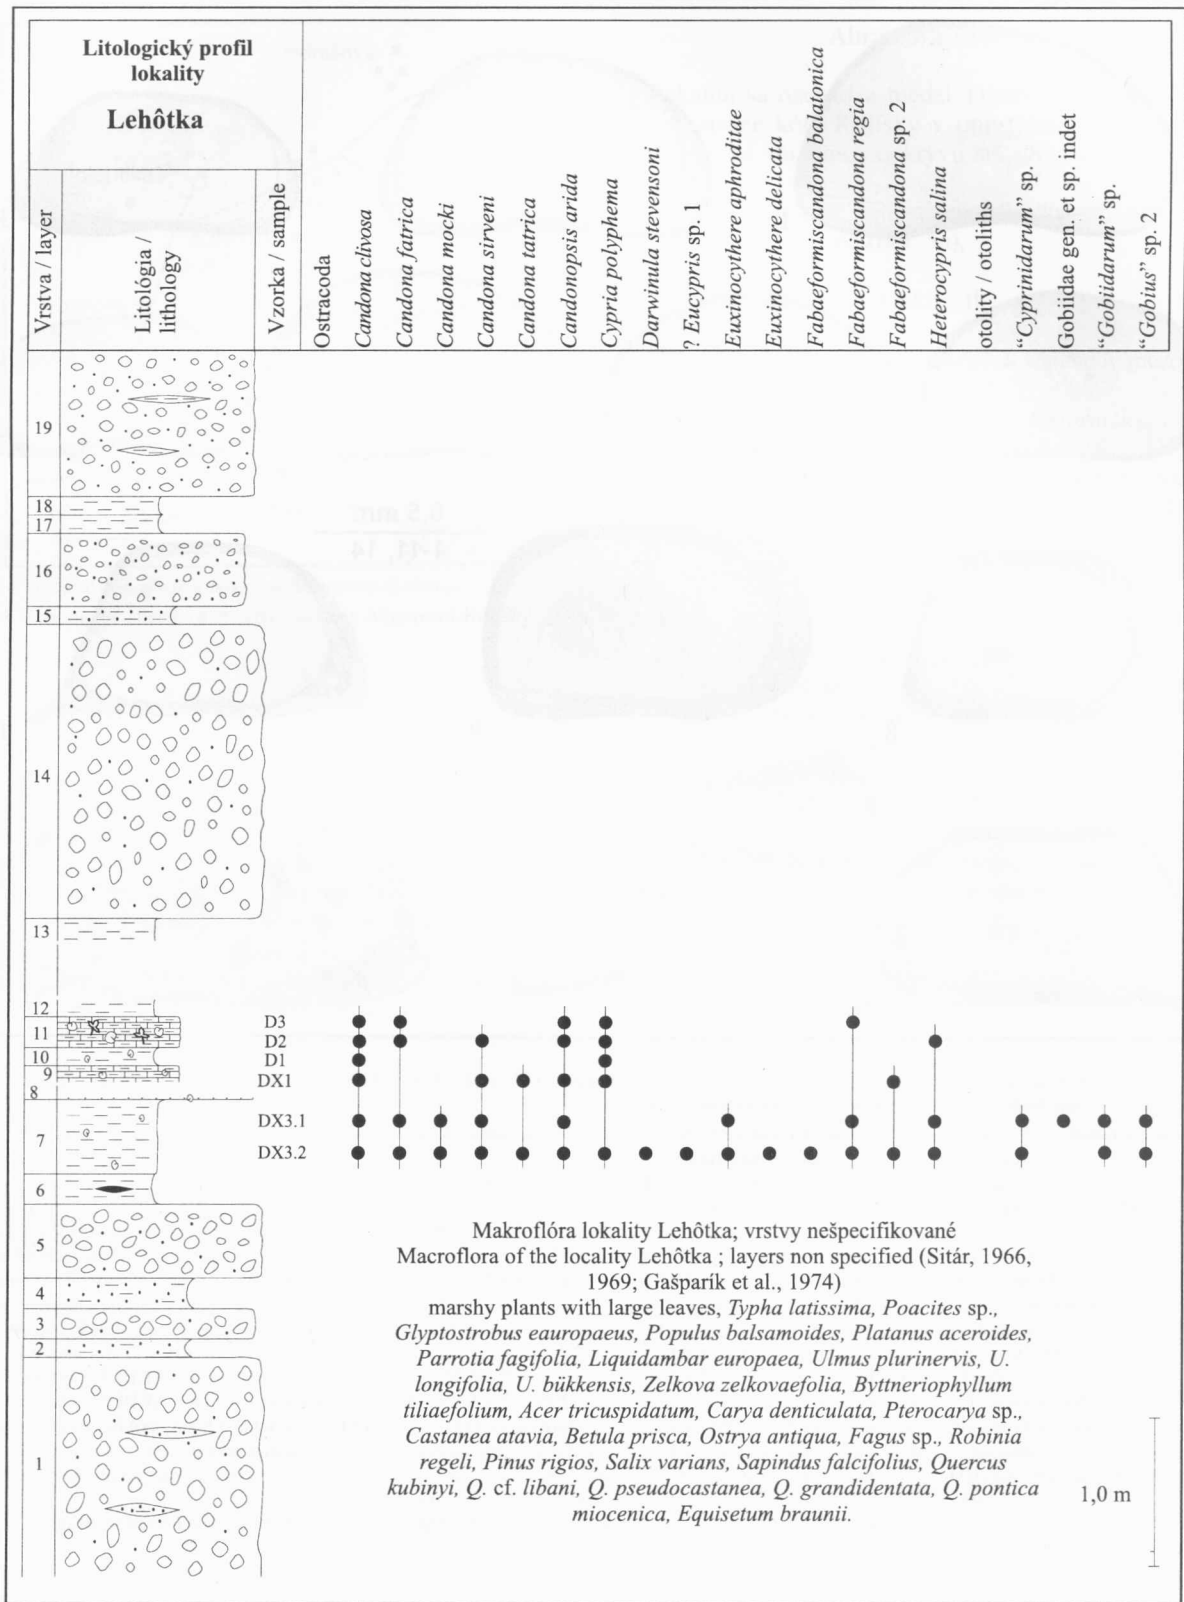 Litologický profil
lokality
Lehôtka
Vrstva / layer
Litológia /
lithology
Vzorka / sample
Ostracoda
Candona clivosa
Candona fatrica
Candona mocki
Candona sirveni
Candona tatrica
Candonopsis arida
Cypria polyphema
Darwinula stevensoni
? Eucypris sp. 1
Euxinocythere aphroditae
Euxinocythere delicata
Fabaeformiscandona balatonica
Fabaeformiscandona regia
Fabaeformiscandona sp. 2
Heterocypris salina
otolity / otoliths
“Cyprinidarum” sp.
Gobiidae gen. et sp. indet
“Gobiidarum” sp.
“Gobius” sp. 2
19
18
17
16
15
14
13
12
11
10
9
8
7
6
5
4
3
2
1
D3
D2
D1
DX1
DX3.1
DX3.2
Makroflóra lokality Lehôtka; vrstvy nešpecifikované
Macroflora of the locality Lehôtka ; layers non specified (Sitár, 1966,
1969; Gašparík et al., 1974)
marshy plants with large leaves, Typha latissima, Poacites sp.,
Glyptostrobus eauropaeus, Populus balsamoides, Platanus aceroides,
Parrotia fagifolia, Liquidambar europaea, Ulmus plurinervis, U.
longifolia, U. bükkensis, Zelkova zelkovaefolia, Byttneriophyllum
tiliaefolium, Acer tricuspidatum, Carya denticulata, Pterocarya sp.,
Castanea atavia, Betula prisca, Ostrya antiqua, Fagus sp., Robinia
regeli, Pinus rigios, Salix varians, Sapindus falcifolius, Quercus
kubinyi, Q. cf. libani, Q. pseudocastanea, Q. grandidentata, Q. pontica
miocenica, Equisetum braunii.
1,0 m